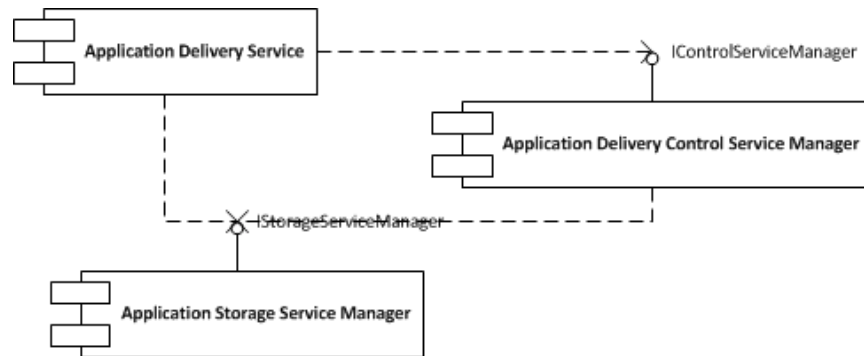 Application Delivery Service
IControlServiceManager
Application Delivery Control Service Manager
IStorageServiceManager
Application Storage Service Manager